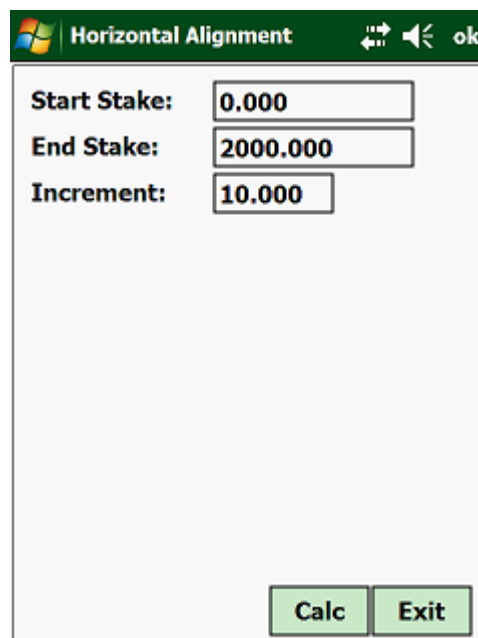 Horizontal Alignment ok
Start Stake: 0.000
End Stake: 2000.000
Increment: 10.000
Calc Exit